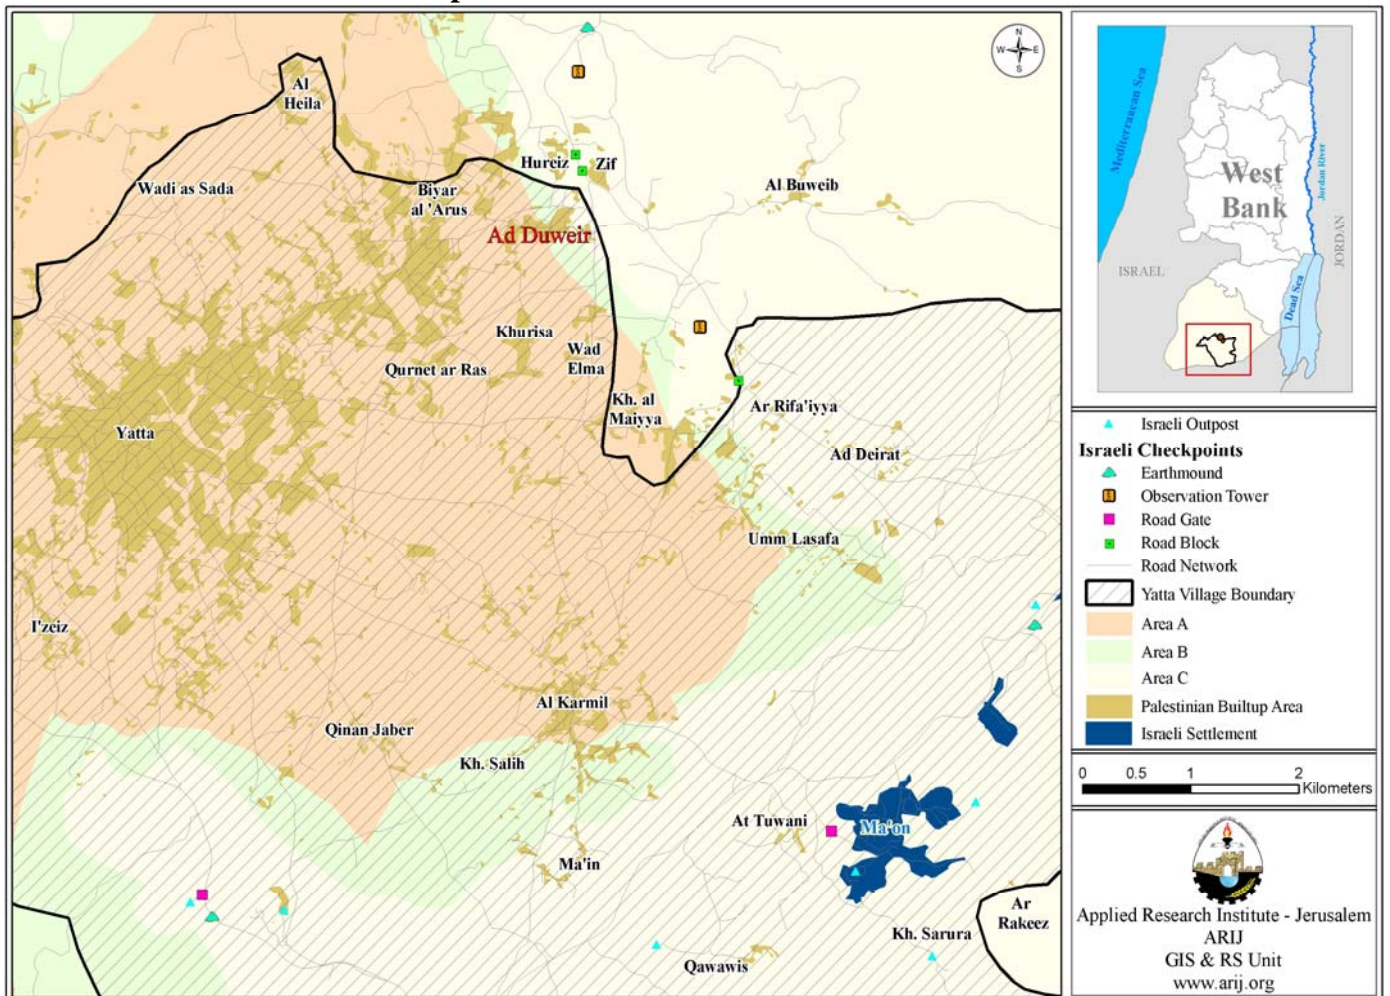 N
W
E
S
Al
Heila
Wadi as Sada
Biyar
al 'Arus
Hureiz
Zif
Al Buweib
Ad Duweir
Khurisa
Wad
Elma
Qurnet ar Ras
Kh. al
Maiyya
Ar Rifa'iyya
Yatta
Ad Deirat
Umm Lasafa
I'zeiz
Al Karmil
Qinan Jaber
Kh. Salih
At Tuwani
Ma'on
Ma'in
Ar
Rakeez
Kh. Sarura
Qawawis
Mediterranean Sea
West
Bank
Jordan River
JORDAN
ISRAEL
Dead Sea
Israeli Outpost
Israeli Checkpoints
Earthmound
Observation Tower
Road Gate
Road Block
Road Network
Yatta Village Boundary
Area A
Area B
Area C
Palestinian Builtup Area
Israeli Settlement
0 0.5 1 2
Kilometers
Applied Research Institute - Jerusalem
ARIJ
GIS & RS Unit
www.arij.org